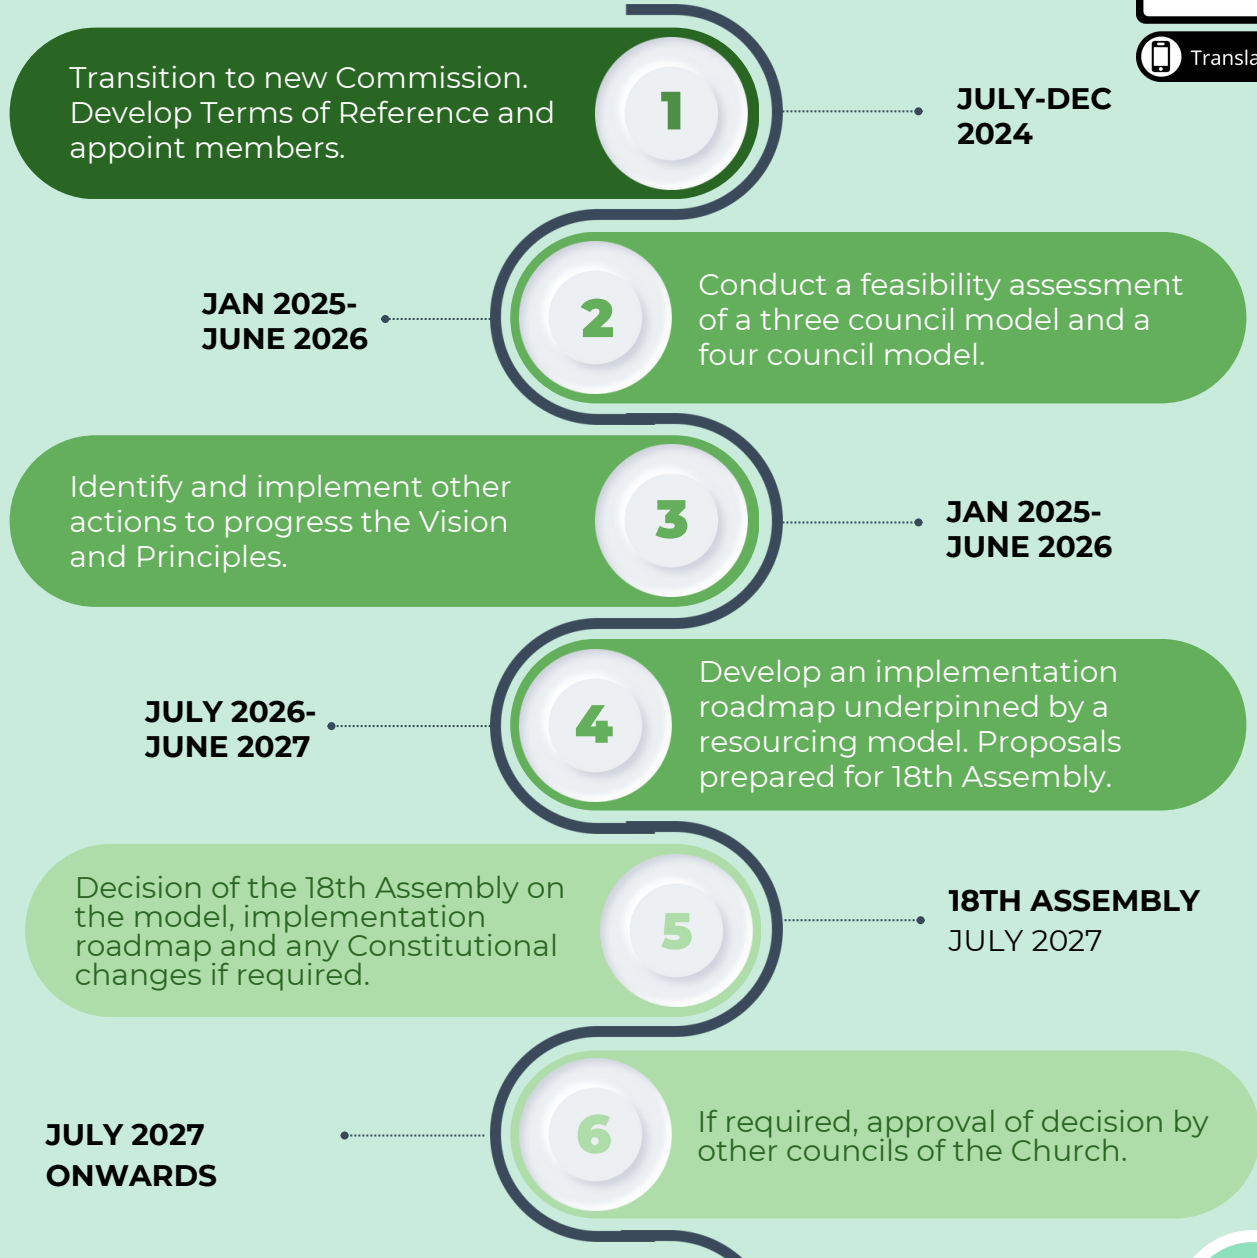 Transition to new Commission.
Develop Terms of Reference and
appoint members.
1
JULY-DEC
2024
JAN 2025-
JUNE 2026
2
Conduct a feasibility assessment
of a three council model and a
four council model.
Identify and implement other
actions to progress the Vision
and Principles.
3
JAN 2025-
JUNE 2026
JULY 2026-
JUNE 2027
4
Develop an implementation
roadmap underpinned by a
resourcing model. Proposals
prepared for 18th Assembly.
Decision of the 18th Assembly on
the model, implementation
roadmap and any Constitutional
changes if required.
5
18TH ASSEMBLY
JULY 2027
JULY 2027
ONWARDS
6
If required, approval of decision by
other councils of the Church.